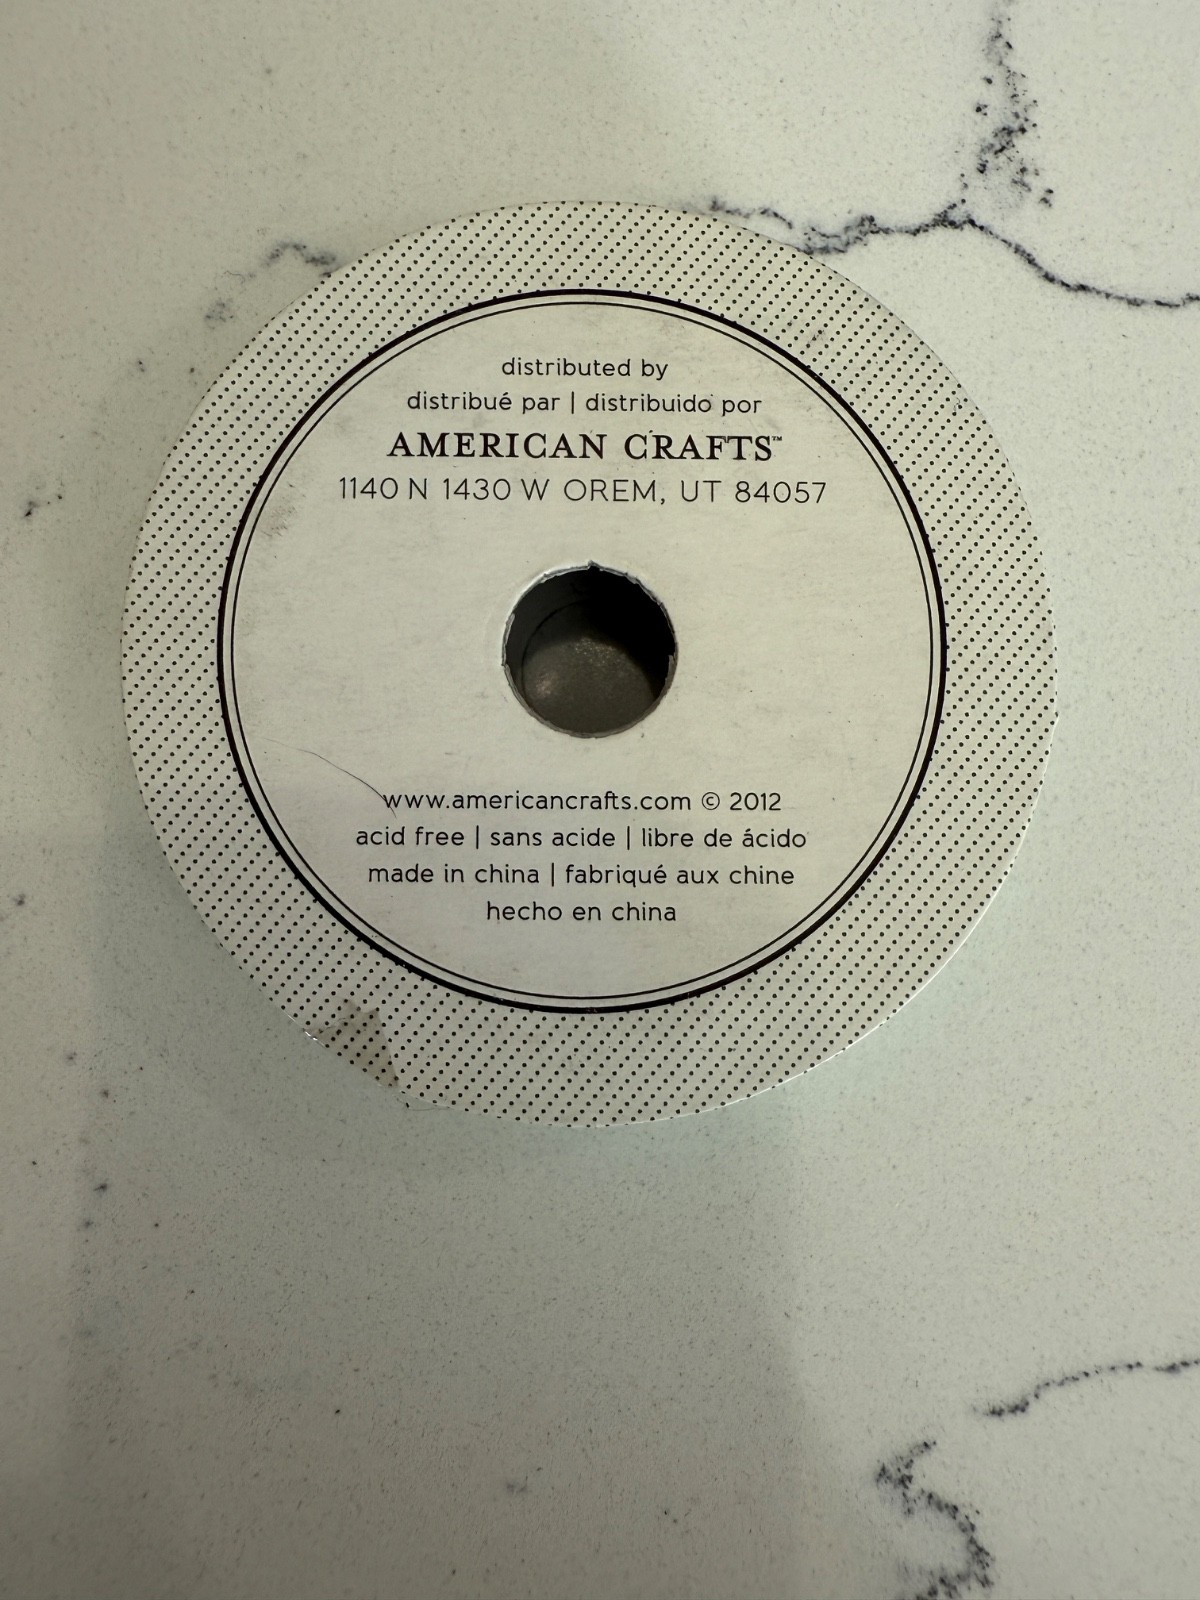 distributed by
distribué par | distribuido por
AMERICAN CRAFTS™
1140 N 1430 W OREM, UT 84057
www.americancrafts.com © 2012
acid free | sans acide | libre de ácido
made in china | fabriqué aux chine
hecho en china